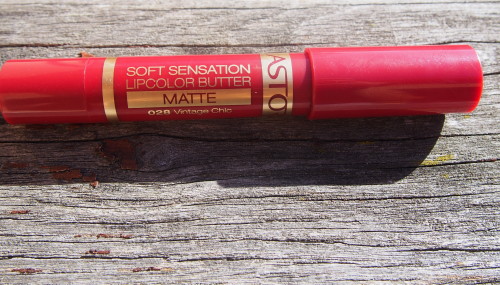 SOFT SENSATION
LIPCOLOR BUTTER
MATTE
028 Vintage Chic
ASTO